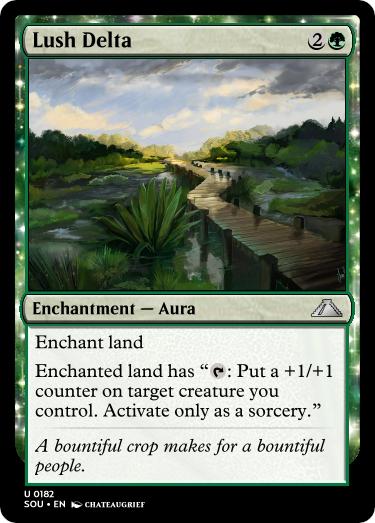 Lush Delta 2
Enchantment — Aura
Enchant land
Enchanted land has “: Put a +1/+1
counter on target creature you
control. Activate only as a sorcery.”
A bountiful crop makes for a bountiful
people.
U 0182
SOU • EN CHATEAUGRIEF